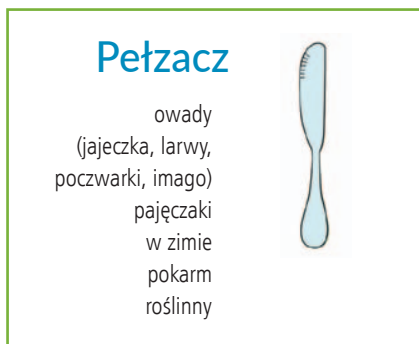 Pełzacz
owady
(jajeczka, larwy,
poczwarki, imago)
pajęczaki
w zimie
pokarm
roślinny